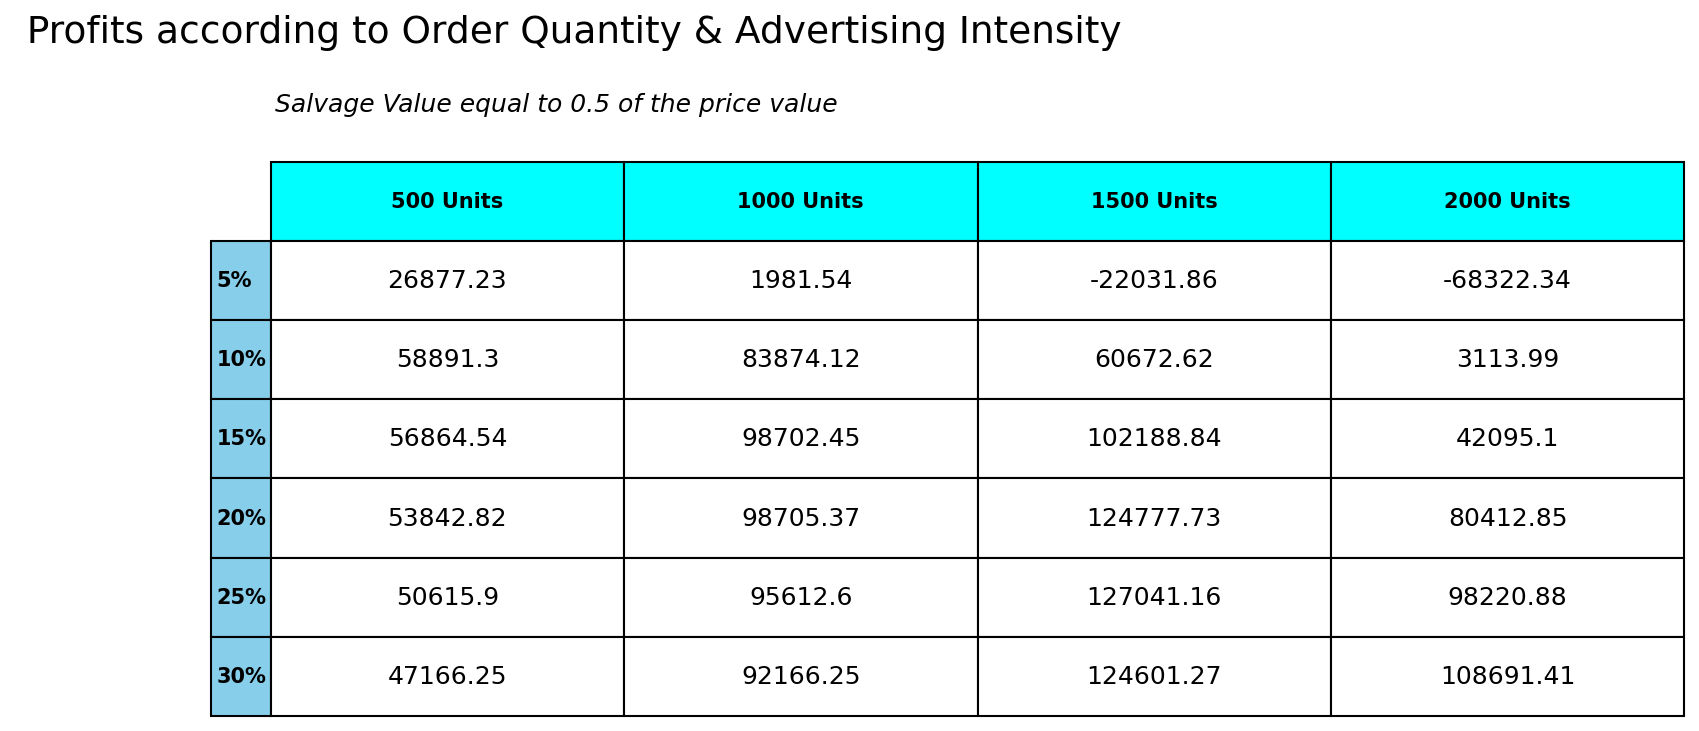 Profits according to Order Quantity & Advertising Intensity
Salvage Value equal to 0.5 of the price value
500 Units 1000 Units 1500 Units 2000 Units
5% 26877.23 1981.54 -22031.86 -68322.34
10% 58891.3 83874.12 60672.62 3113.99
15% 56864.54 98702.45 102188.84 42095.1
20% 53842.82 98705.37 124777.73 80412.85
25% 50615.9 95612.6 127041.16 98220.88
30% 47166.25 92166.25 124601.27 108691.41